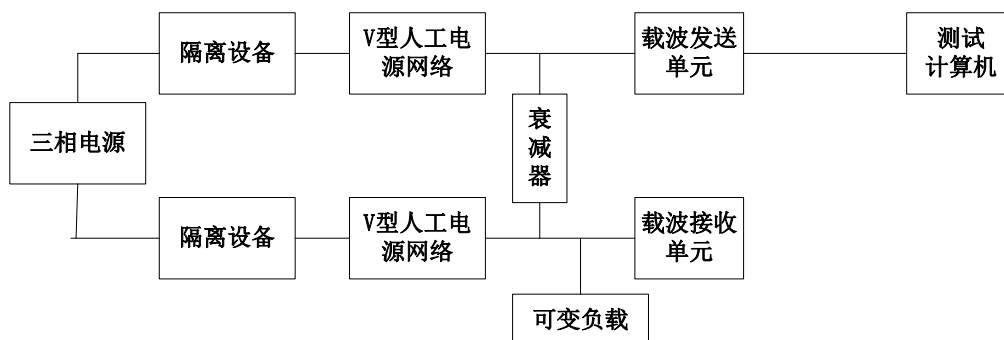 隔离设备
V型人工电
源网络
载波发送
单元
测试
计算机
三相电源
衰
减
器
隔离设备
V型人工电
源网络
载波接收
单元
可变负载